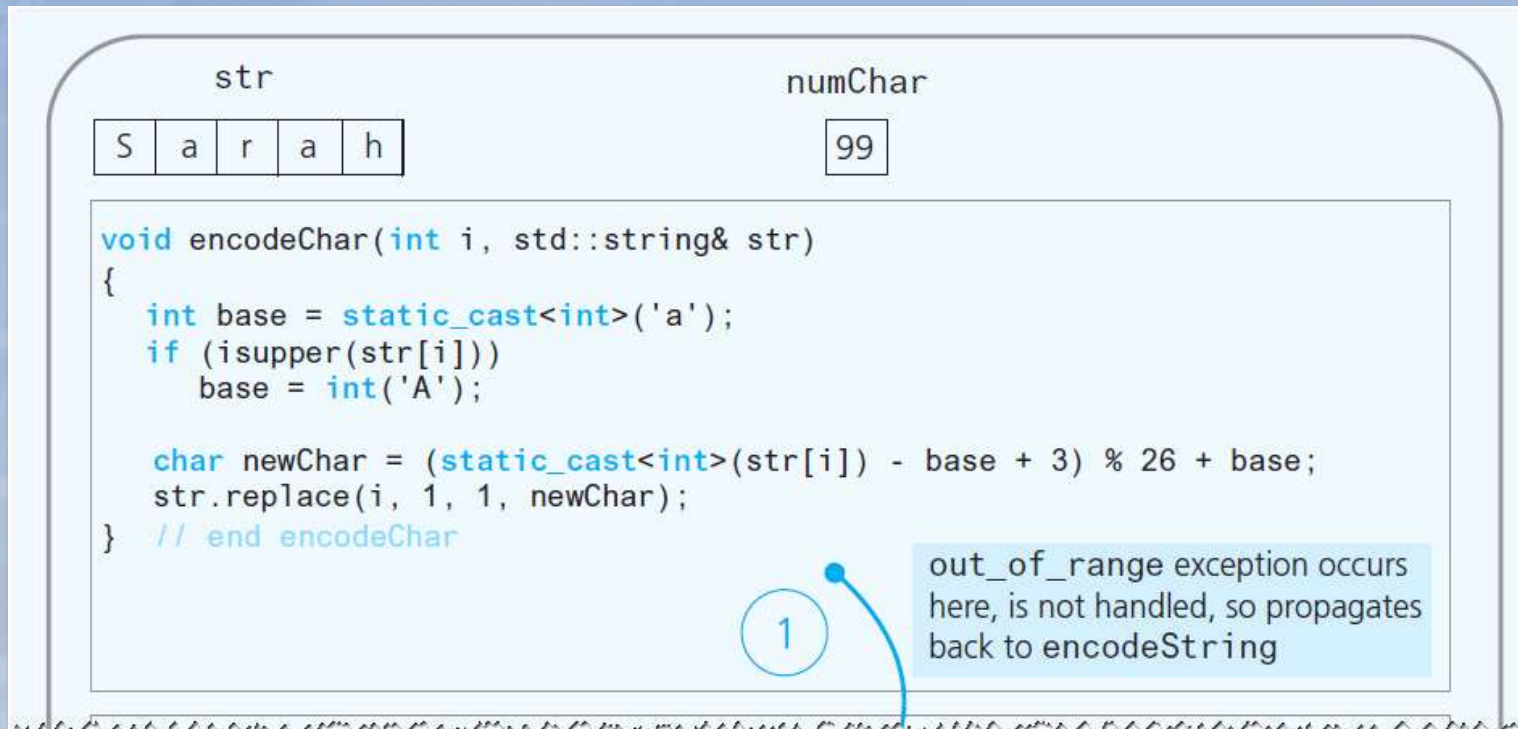 str numChar
S a r a h 99
void encodeChar(int i, std::string& str)
{
int base = static_cast<int>('a');
if (isupper(str[i]))
base = int('A');
char newChar = (static_cast<int>(str[i]) - base + 3) % 26 + base;
str.replace(i, 1, 1, newChar);
} // end encodeChar
1
out_of_range exception occurs
here, is not handled, so propagates
back to encodeString